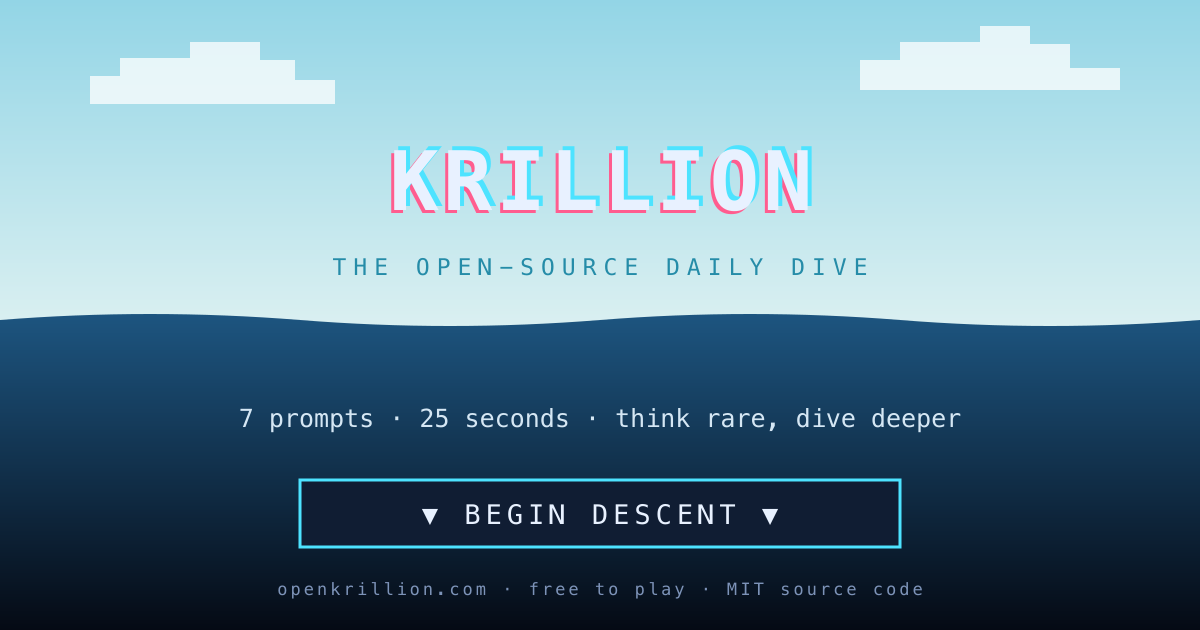 KRILLION
THE OPEN–SOURCE DAILY DIVE
7 prompts · 25 seconds · think rare, dive deeper
▼ BEGIN DESCENT ▼
openkrillion.com · free to play · MIT source code